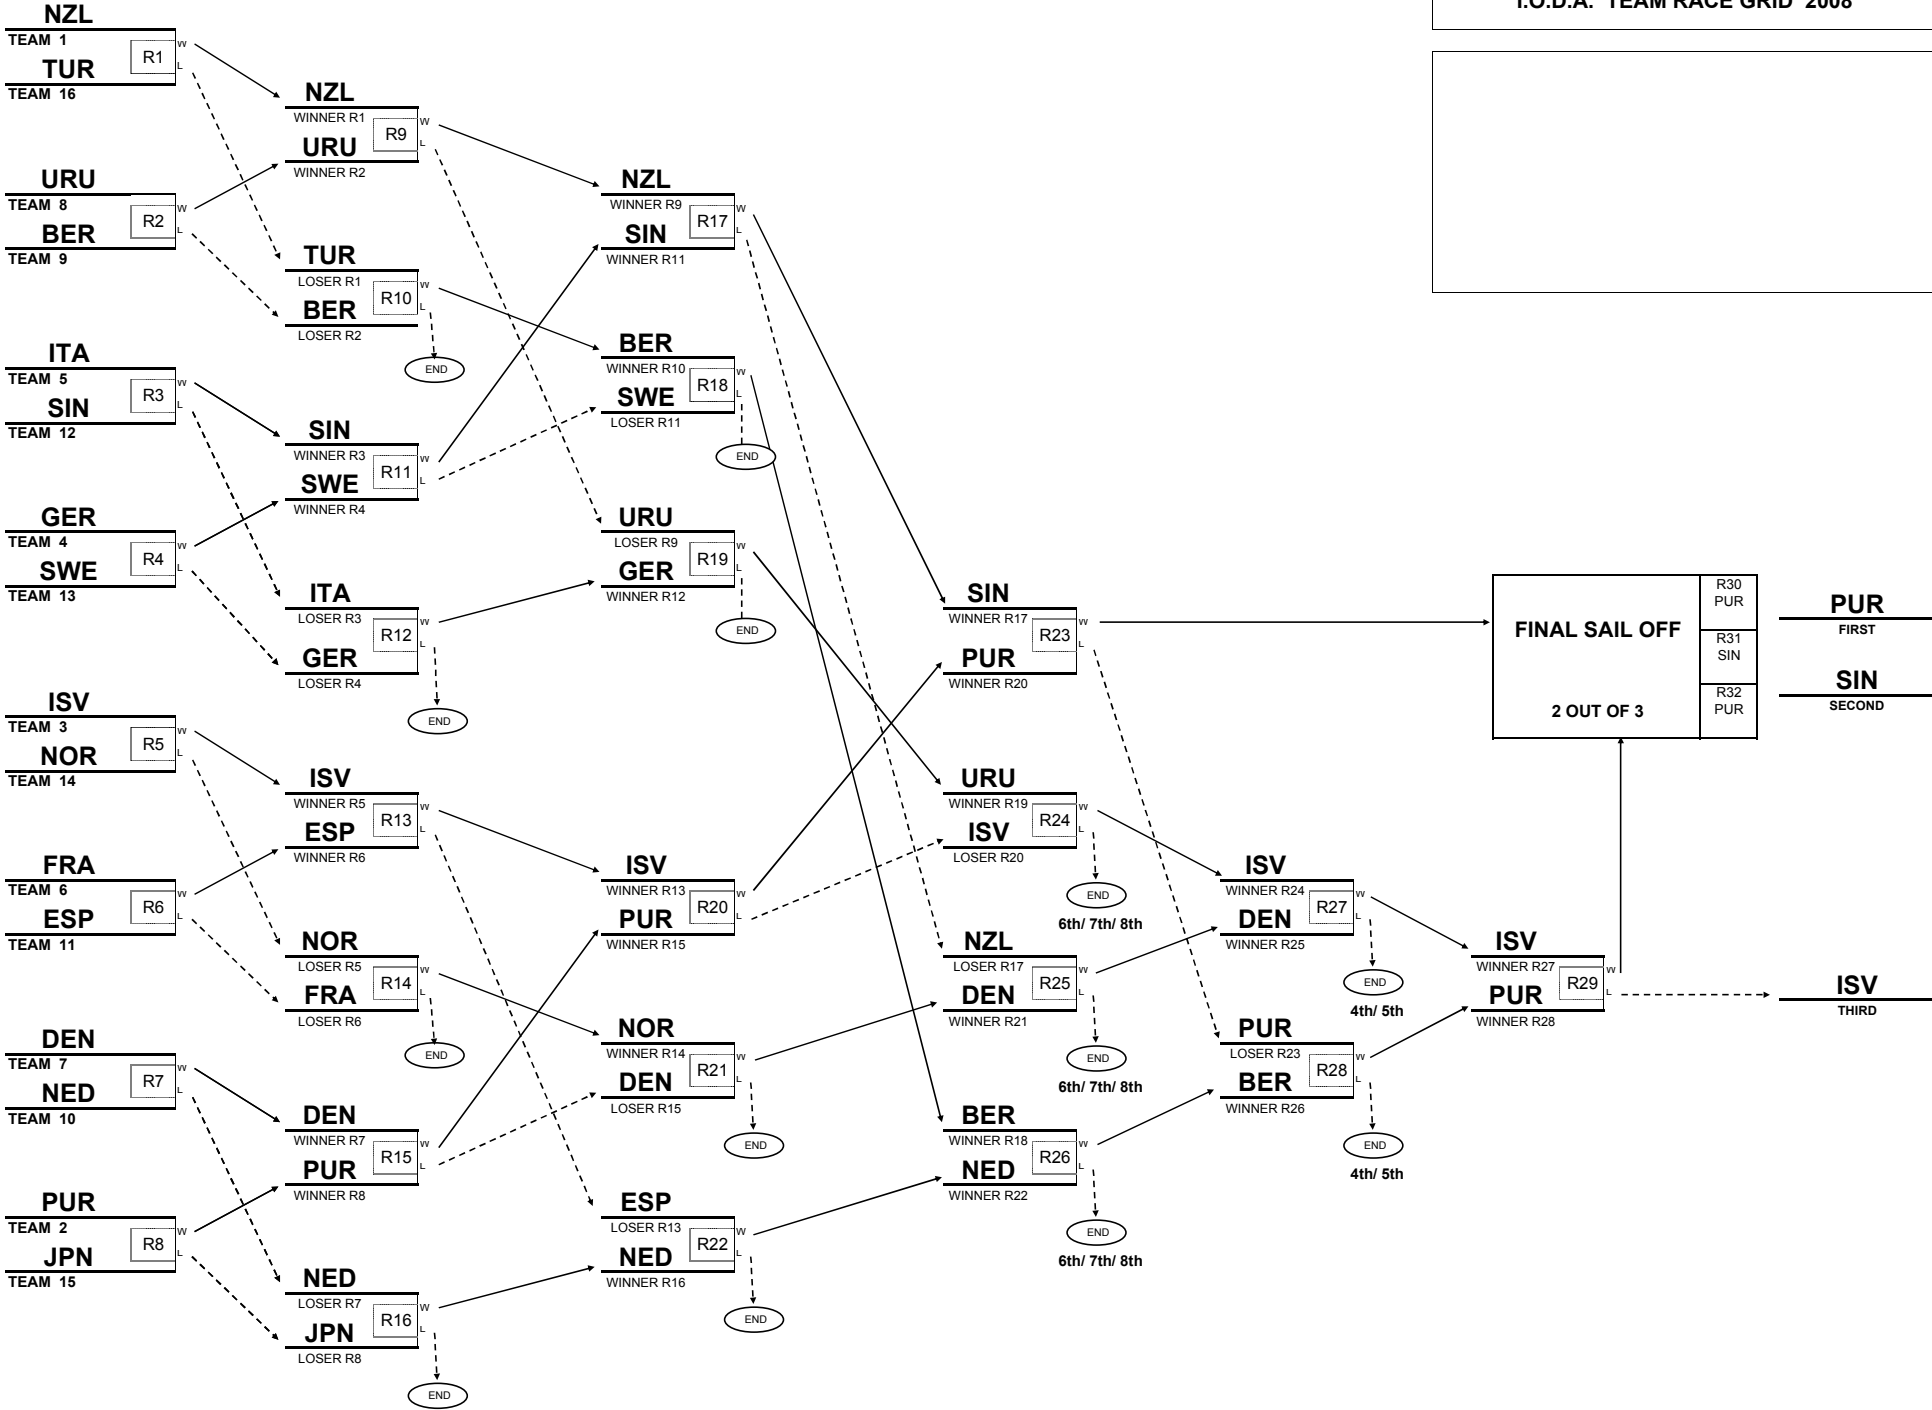 I.O.D.A. TEAM RACE GRID 2008
NZL
TEAM 1
R1
W
L
TUR
TEAM 16
URU
TEAM 8
R2
W
L
BER
TEAM 9
ITA
TEAM 5
R3
W
L
SIN
TEAM 12
GER
TEAM 4
R4
W
L
SWE
TEAM 13
ISV
TEAM 3
R5
W
L
NOR
TEAM 14
FRA
TEAM 6
R6
W
L
ESP
TEAM 11
DEN
TEAM 7
R7
W
L
NED
TEAM 10
PUR
TEAM 2
R8
W
L
JPN
TEAM 15
NZL
WINNER R1
R9
W
L
URU
WINNER R2
TUR
LOSER R1
R10
W
L
BER
LOSER R2
END
SIN
WINNER R3
R11
W
L
SWE
WINNER R4
ITA
LOSER R3
R12
W
L
GER
LOSER R4
END
ISV
WINNER R5
R13
W
L
ESP
WINNER R6
NOR
LOSER R5
R14
W
L
FRA
LOSER R6
END
DEN
WINNER R7
R15
W
L
PUR
WINNER R8
NED
LOSER R7
R16
W
L
JPN
LOSER R8
END
NZL
WINNER R9
R17
W
L
SIN
WINNER R11
BER
WINNER R10
R18
W
L
SWE
LOSER R11
END
URU
LOSER R9
R19
W
L
GER
WINNER R12
END
ISV
WINNER R13
R20
W
L
PUR
WINNER R15
NOR
WINNER R14
R21
W
L
DEN
LOSER R15
END
ESP
LOSER R13
R22
W
L
NED
WINNER R16
END
SIN
WINNER R17
R23
W
L
PUR
WINNER R20
URU
WINNER R19
R24
W
L
ISV
LOSER R20
END
6th/ 7th/ 8th
NZL
LOSER R17
R25
W
L
DEN
WINNER R21
END
6th/ 7th/ 8th
BER
WINNER R18
R26
W
L
NED
WINNER R22
END
6th/ 7th/ 8th
ISV
WINNER R24
R27
W
L
DEN
WINNER R25
END
4th/ 5th
PUR
LOSER R23
R28
W
L
BER
WINNER R26
END
4th/ 5th
ISV
WINNER R27
R29
W
L
PUR
WINNER R28
FINAL SAIL OFF
2 OUT OF 3
R30
PUR
R31
SIN
R32
PUR
PUR
FIRST
SIN
SECOND
ISV
THIRD